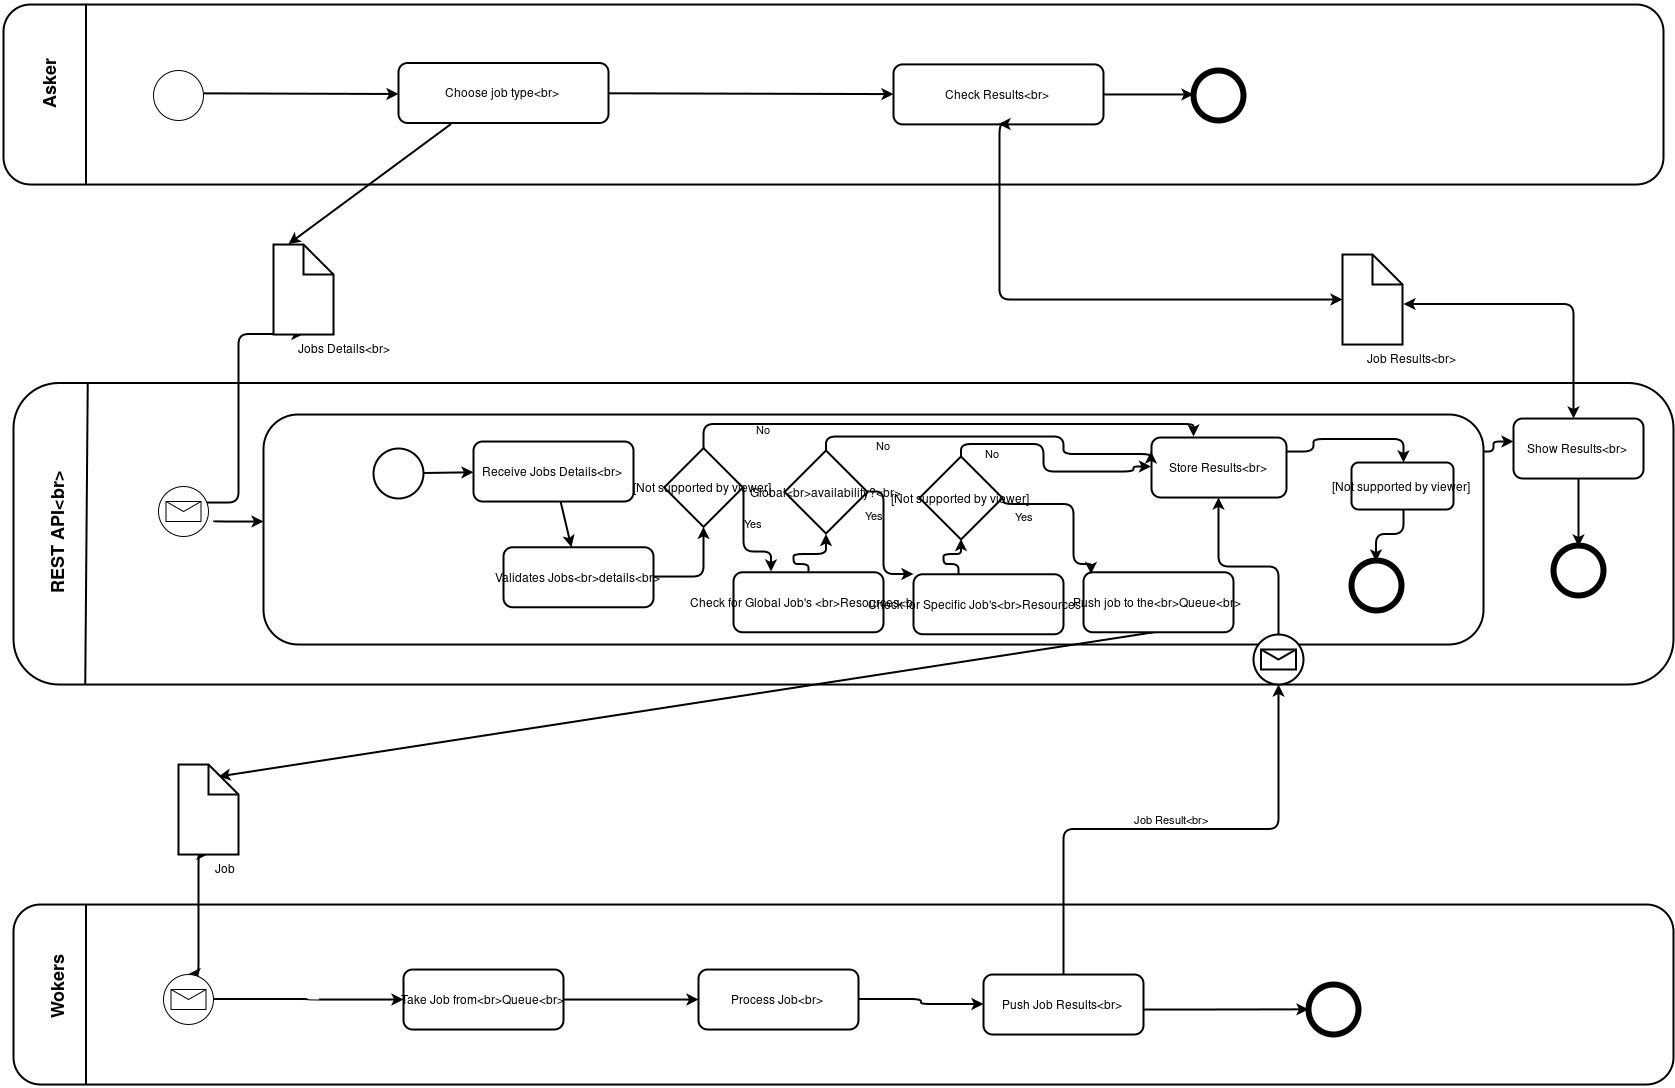 Asker
Choose job type<br>
Check Results<br>
Jobs Details<br>
Job Results<br>
REST API<br>
Receive Jobs Details<br>
Validates Jobs<br>details<br>
[Not supported by viewer]
No
Yes
Global<br>availability?<br>
No
Yes
[Not supported by viewer]
No
Yes
Check for Global Job's <br>Resources<b
Check for Specific Job's<br>Resources
Push job to the<br>Queue<br>
Store Results<br>
[Not supported by viewer]
Show Results<br>
Job
Job Result<br>
Wokers
Take Job from<br>Queue<br>
Process Job<br>
Push Job Results<br>